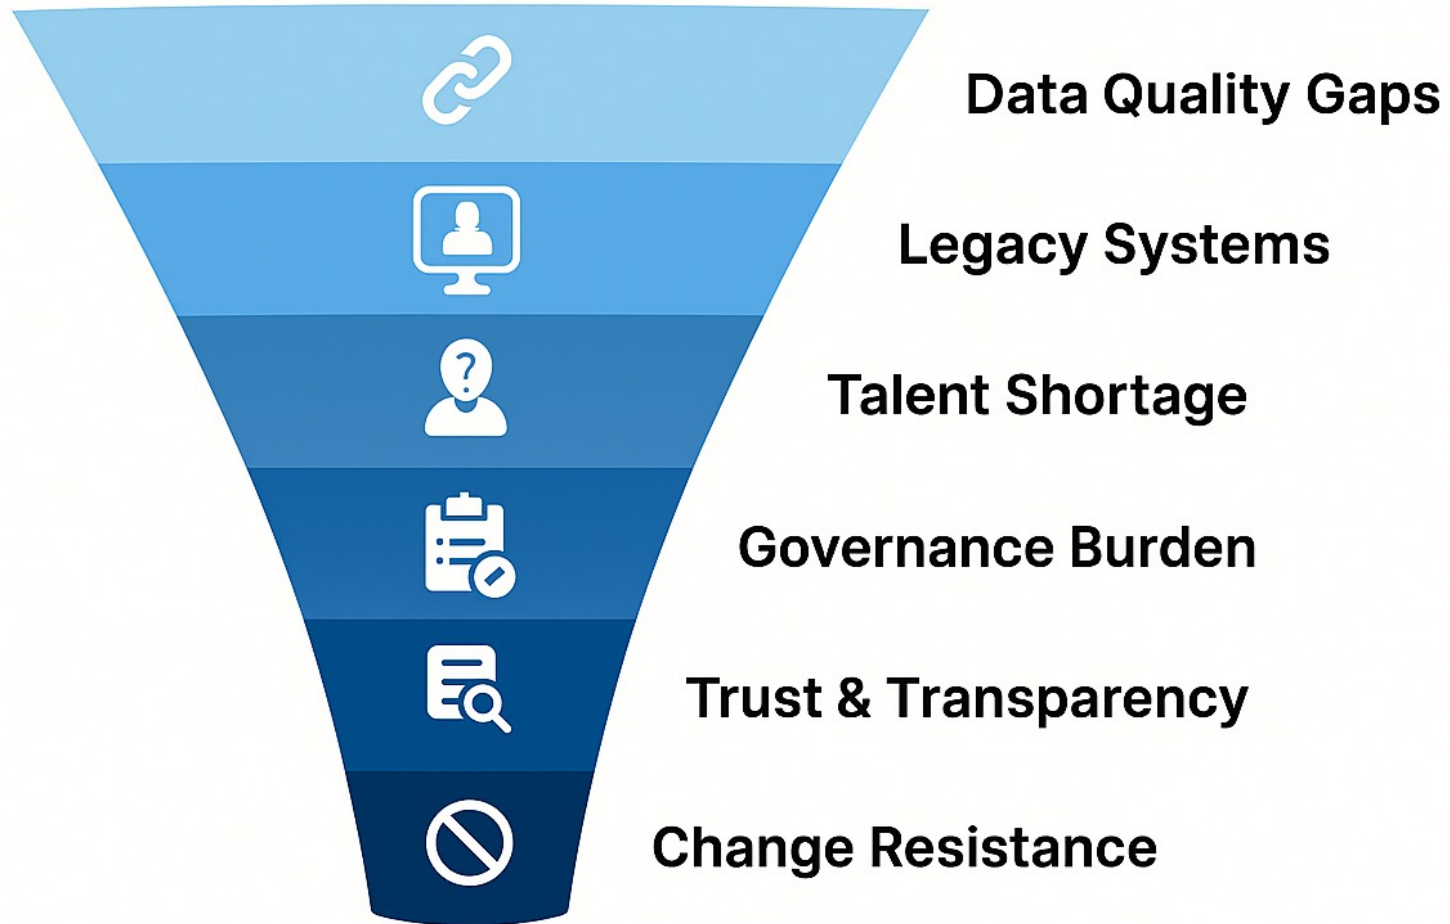 Data Quality Gaps
Legacy Systems
?
Talent Shortage
Governance Burden
Trust & Transparency
Change Resistance